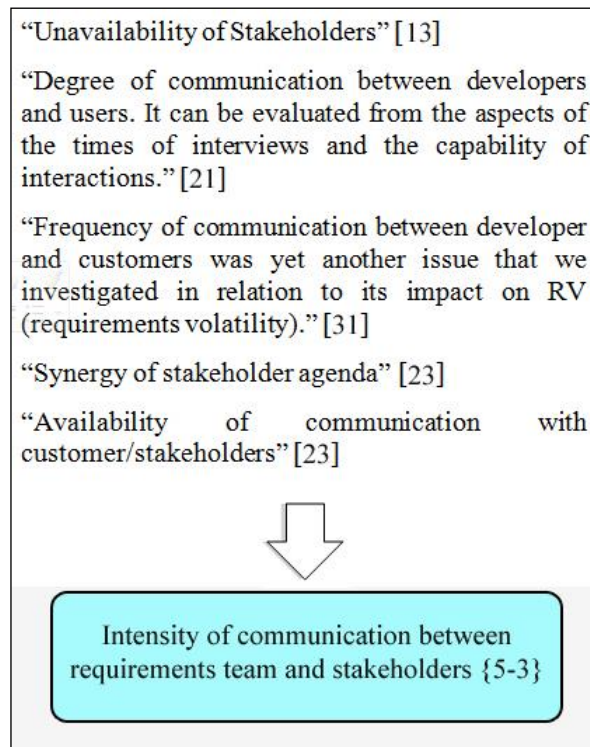 “Unavailability of Stakeholders” [13]
“Degree of communication between developers
and users. It can be evaluated from the aspects of
the times of interviews and the capability of
interactions.” [21]
“Frequency of communication between developer
and customers was yet another issue that we
investigated in relation to its impact on RV
(requirements volatility).” [31]
“Synergy of stakeholder agenda” [23]
“Availability of communication with
customer/stakeholders” [23]
Intensity of communication between
requirements team and stakeholders {5-3}